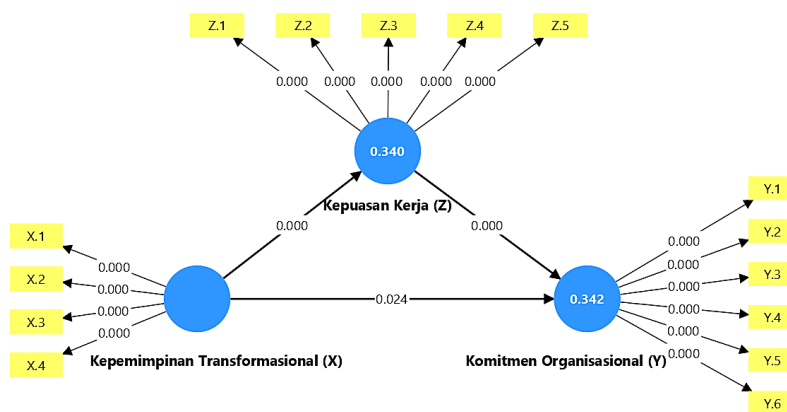 Z.1 Z.2 Z.3 Z.4 Z.5
0.000 0.000 0.000 0.000 0.000
0.340
Kepuasan Kerja (Z)
0.000 0.000
X.1
X.2
X.3
X.4
0.000
0.000
0.000
0.000
Kepemimpinan Transformasional (X)
0.024
0.342
Komitmen Organisasional (Y)
0.000
0.000
0.000
0.000
0.000
0.000
Y.1
Y.2
Y.3
Y.4
Y.5
Y.6